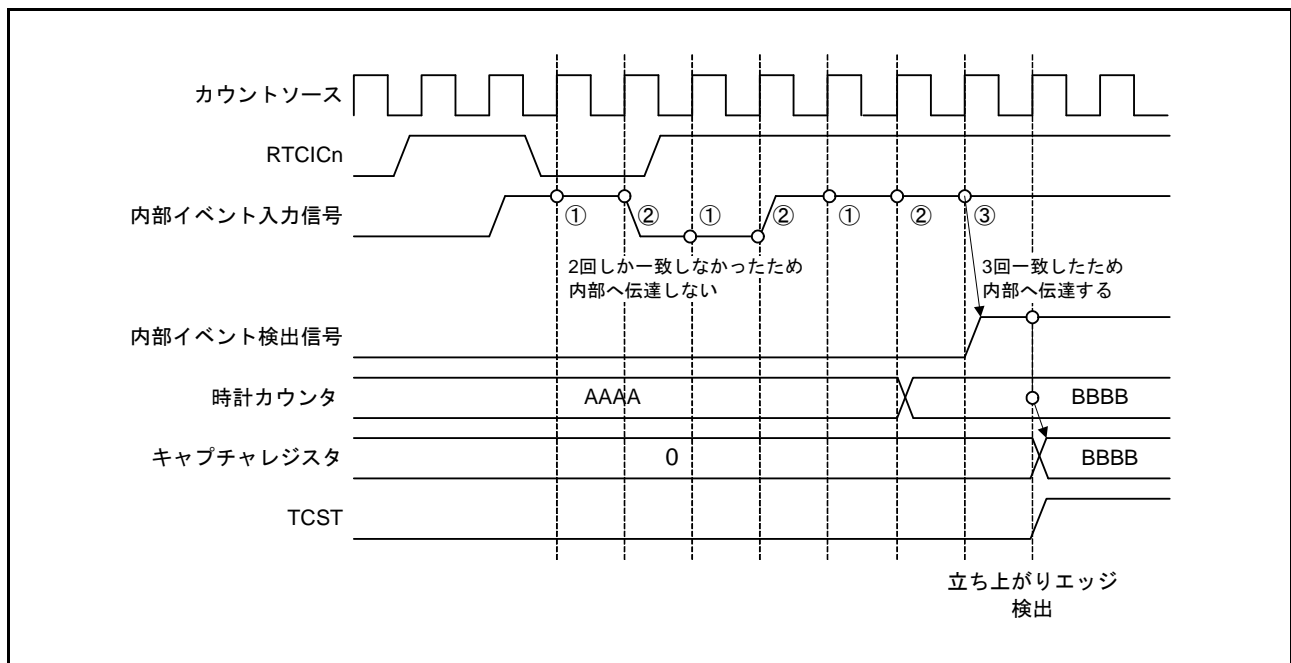 カウントソース
RTCICn
内部イベント入力信号
① ② ① ② ① ② ③
2回しか一致しなかったため
内部へ伝達しない
3回一致したため
内部へ伝達する
内部イベント検出信号
時計カウンタ
AAAA
BBBB
キャプチャレジスタ
0
BBBB
TCST
立ち上がりエッジ
検出